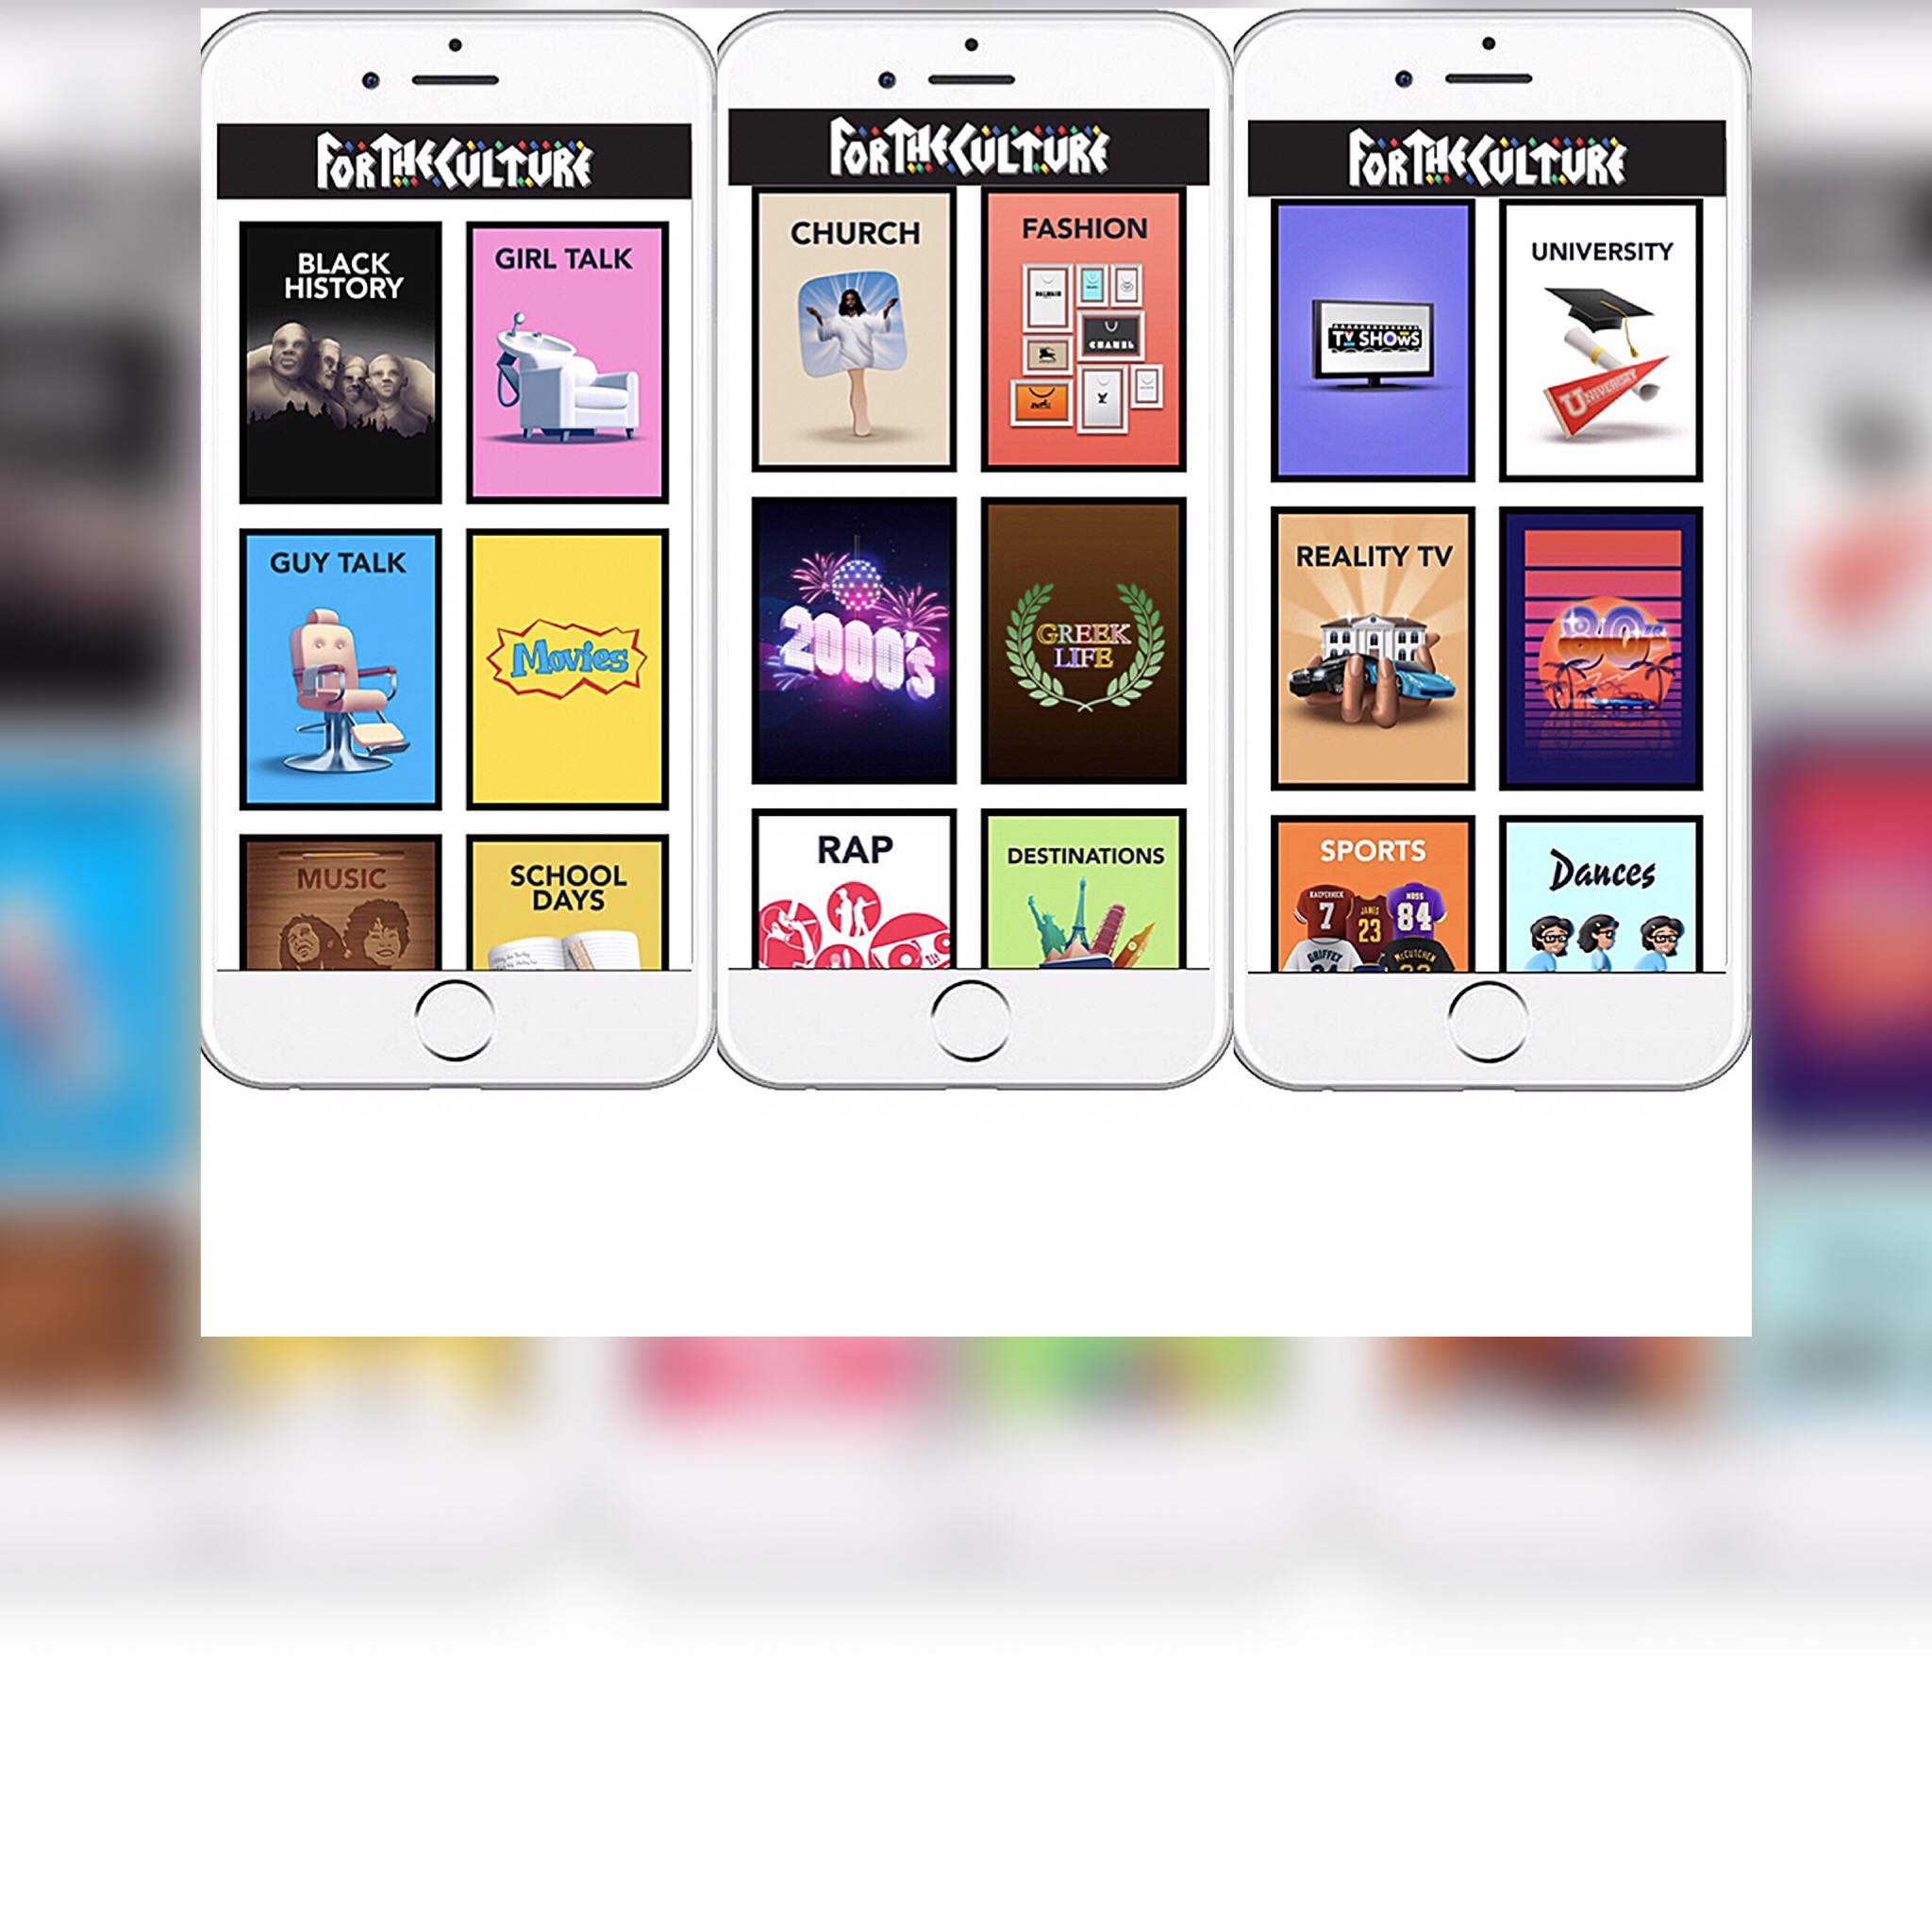 FORTHECULTURE
BLACK
HISTORY
GIRL TALK
GUY TALK
Movies
MUSIC
SCHOOL
DAYS
FORTHECULTURE
CHURCH
FASHION
CHANEL
2000's
GREEK
LIFE
RAP
DESTINATIONS
FORTHECULTURE
TV SHOWS
UNIVERSITY
UNIVERSITY
REALITY TV
80's
SPORTS
KAEPERNICK
7
JAMES
23
MOSS
84
GRIFFEY
McCUTCHEN
Dances